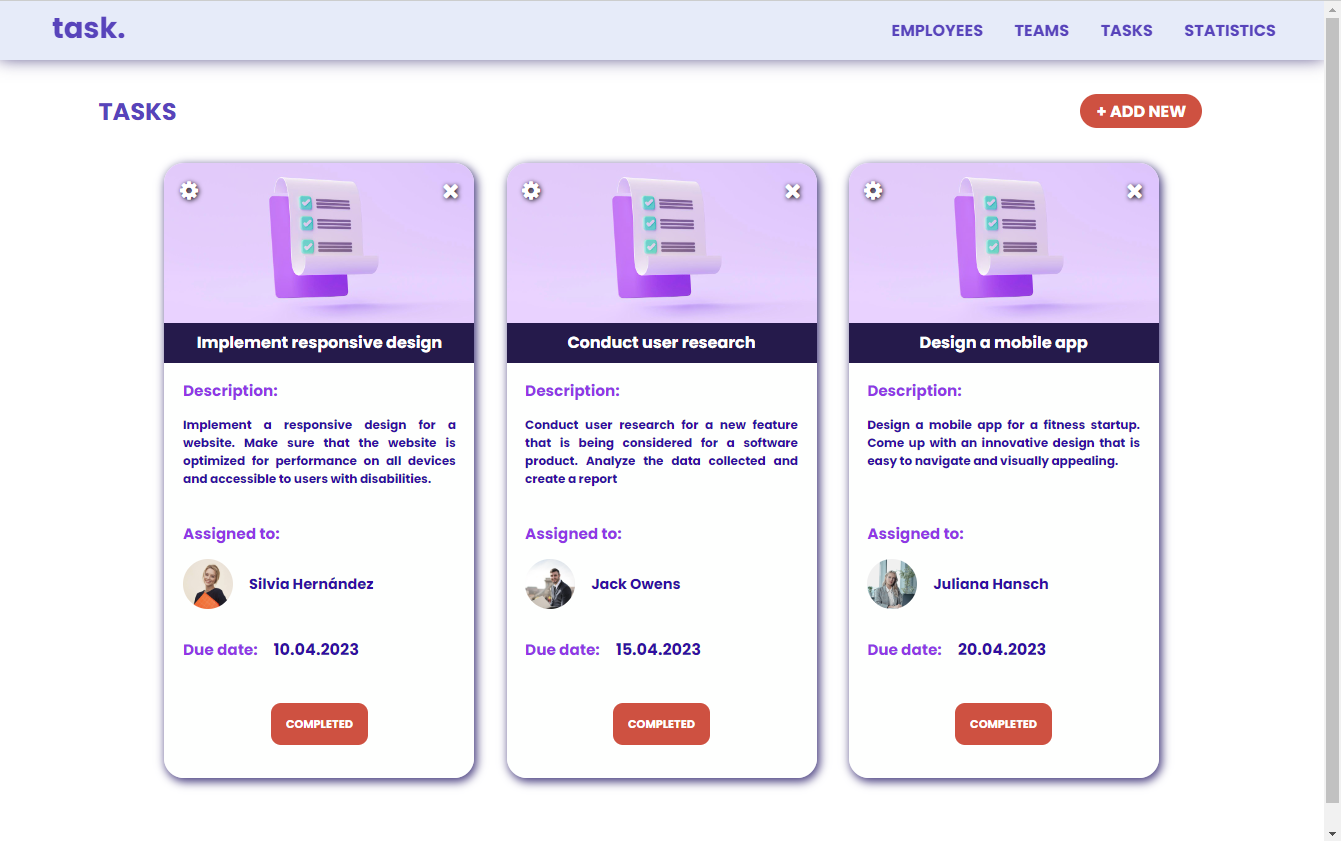 task.
EMPLOYEES TEAMS TASKS STATISTICS
TASKS
+ ADD NEW
Implement responsive design
Description:
Implement a responsive design for a
website. Make sure that the website is
optimized for performance on all devices
and accessible to users with disabilities.
Assigned to:
Silvia Hernández
Due date: 10.04.2023
COMPLETED
Conduct user research
Description:
Conduct user research for a new feature
that is being considered for a software
product. Analyze the data collected and
create a report
Assigned to:
Jack Owens
Due date: 15.04.2023
COMPLETED
Design a mobile app
Description:
Design a mobile app for a fitness startup.
Come up with an innovative design that is
easy to navigate and visually appealing.
Assigned to:
Juliana Hansch
Due date: 20.04.2023
COMPLETED